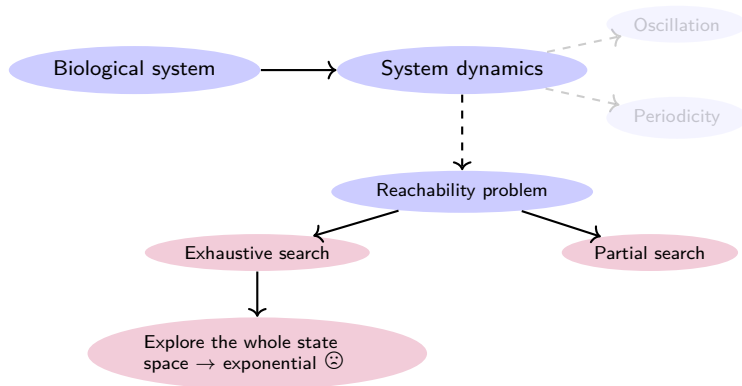 Oscillation
Biological system
System dynamics
Periodicity
Reachability problem
Exhaustive search
Partial search
Explore the whole state
space → exponential ☹